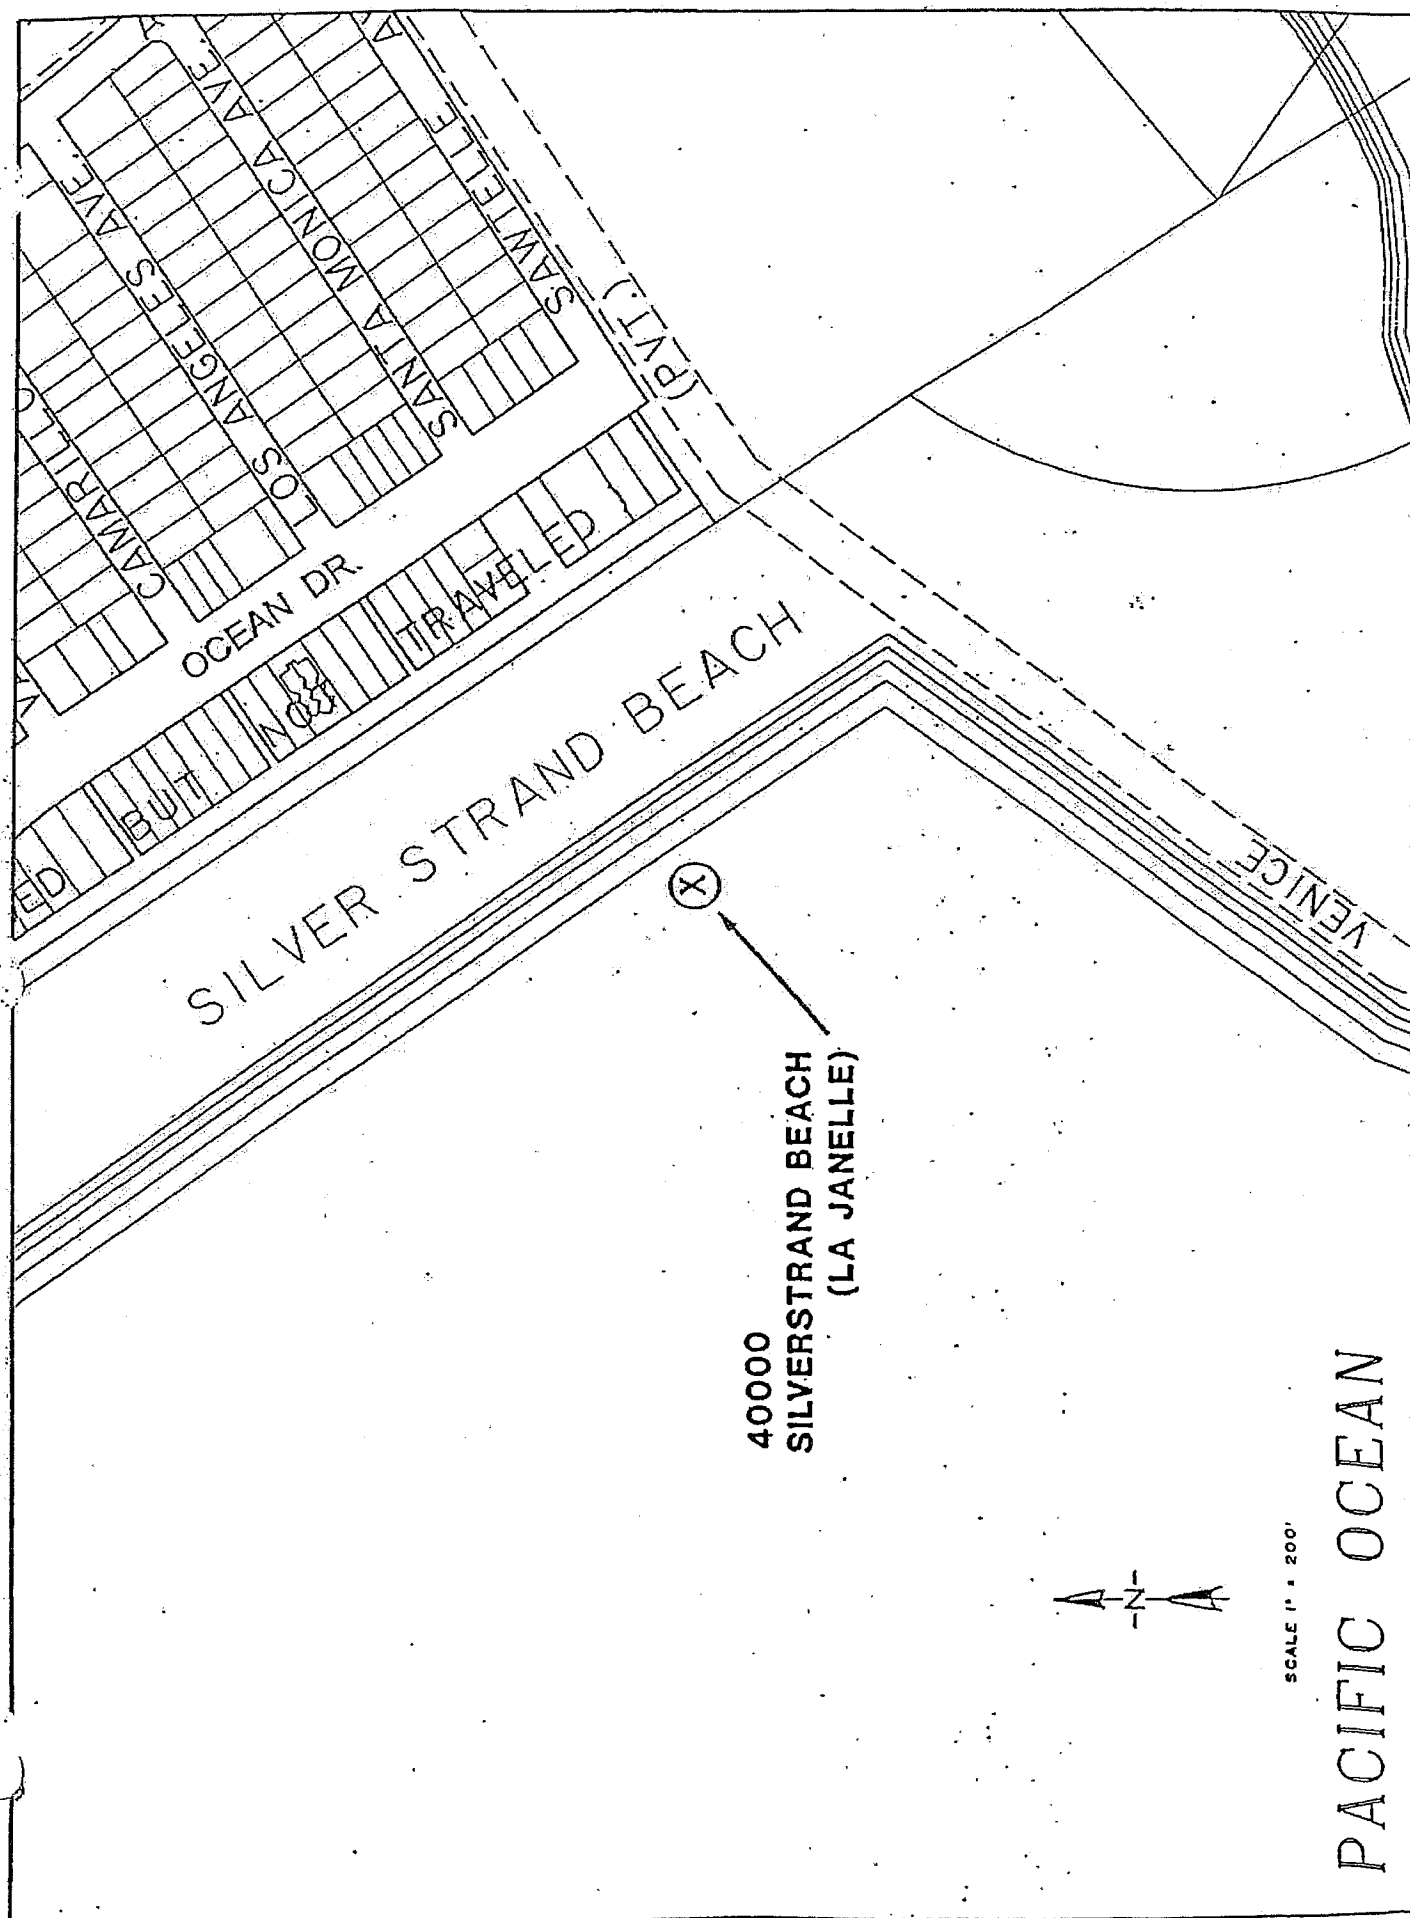 CAMARILLO
LOS ANGELES AVE.
SANTA MONICA AVE.
SAWTELLE A
OCEAN DR.
(PVT.)
ED BUT NOT TRAVELED
SILVER STRAND BEACH
VENICE
X
40000
SILVERSTRAND BEACH
(LA JANELLE)
N
SCALE 1" = 200'
PACIFIC OCEAN